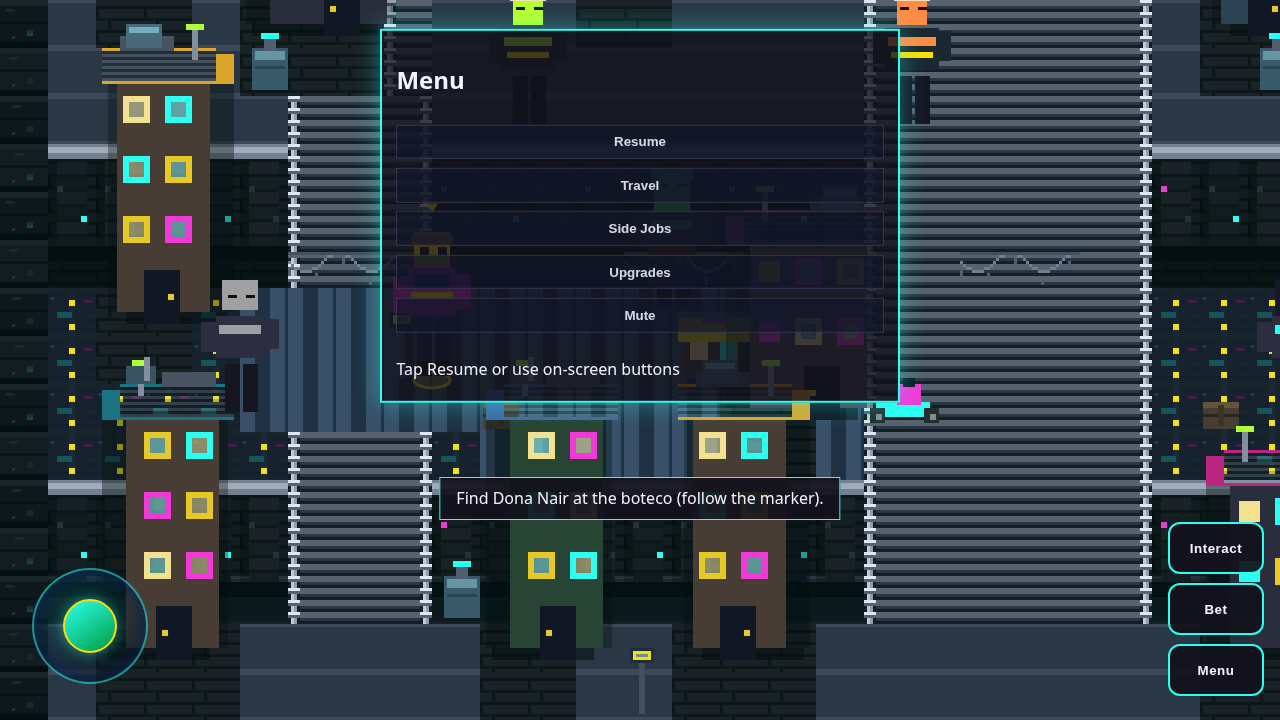 Menu
Resume
Travel
Side Jobs
Upgrades
Mute
Tap Resume or use on-screen buttons
Find Dona Nair at the boteco (follow the marker).
Interact
Bet
Menu